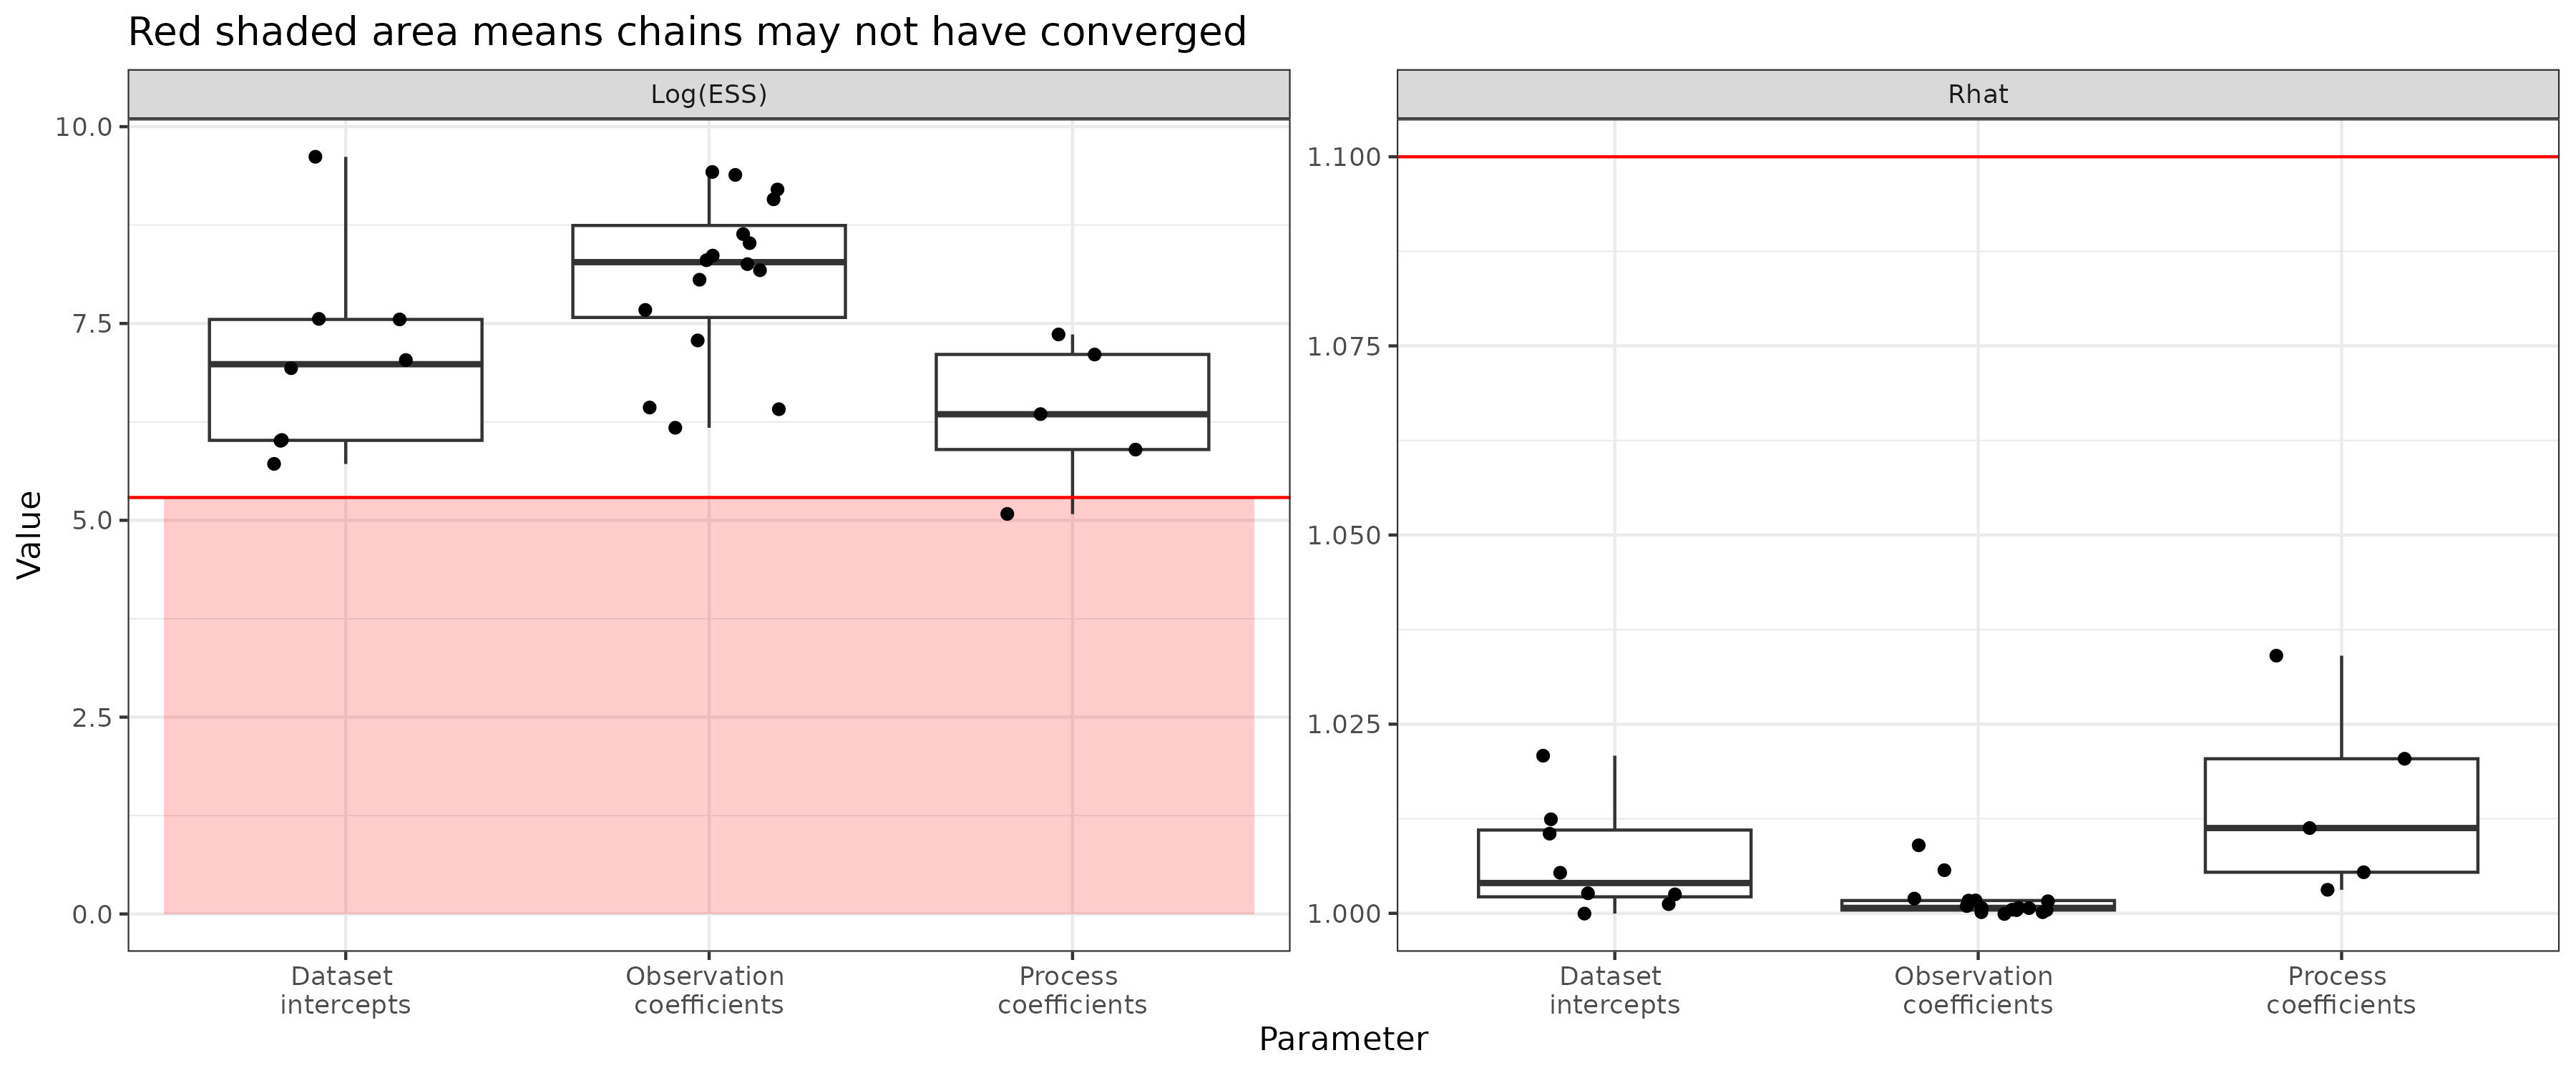 Red shaded area means chains may not have converged
Log(ESS)
Rhat
Value
10.0
7.5
5.0
2.5
0.0
1.100
1.075
1.050
1.025
1.000
Dataset
intercepts
Observation
coefficients
Process
coefficients
Dataset
intercepts
Observation
coefficients
Process
coefficients
Parameter